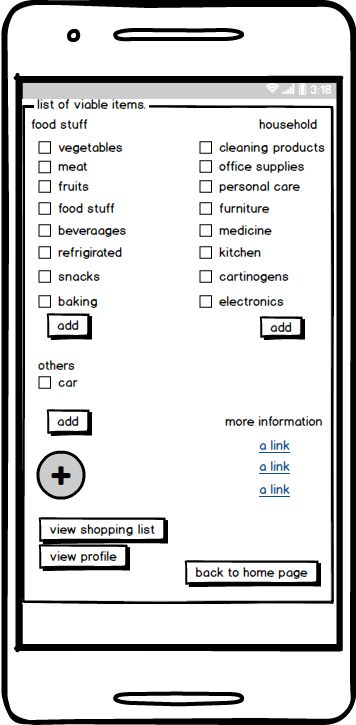 3:18
list of viable items.
food stuff
vegetables
meat
fruits
food stuff
beveraages
refrigirated
snacks
baking
add
household
cleaning products
office supplies
personal care
furniture
medicine
kitchen
cartinogens
electronics
add
others
car
add
more information
a link
a link
a link
view shopping list
view profile
back to home page